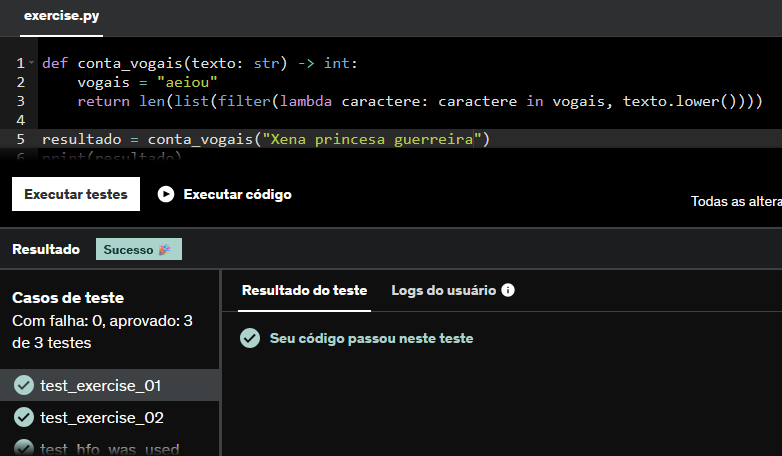 exercise.py
1 def conta_vogais(texto: str) -> int:
2 vogais = "aeiou"
3 return len(list(filter(lambda caractere: caractere in vogais, texto.lower())))
4
5 resultado = conta_vogais("Xena princesa guerreira")
6 print(resultado)
Executar testes
Executar código
Todas as altera
Resultado
Sucesso 🎉
Casos de teste
Com falha: 0, aprovado: 3
de 3 testes
test_exercise_01
test_exercise_02
test_hfo_was_used
Resultado do teste
Logs do usuário
Seu código passou neste teste